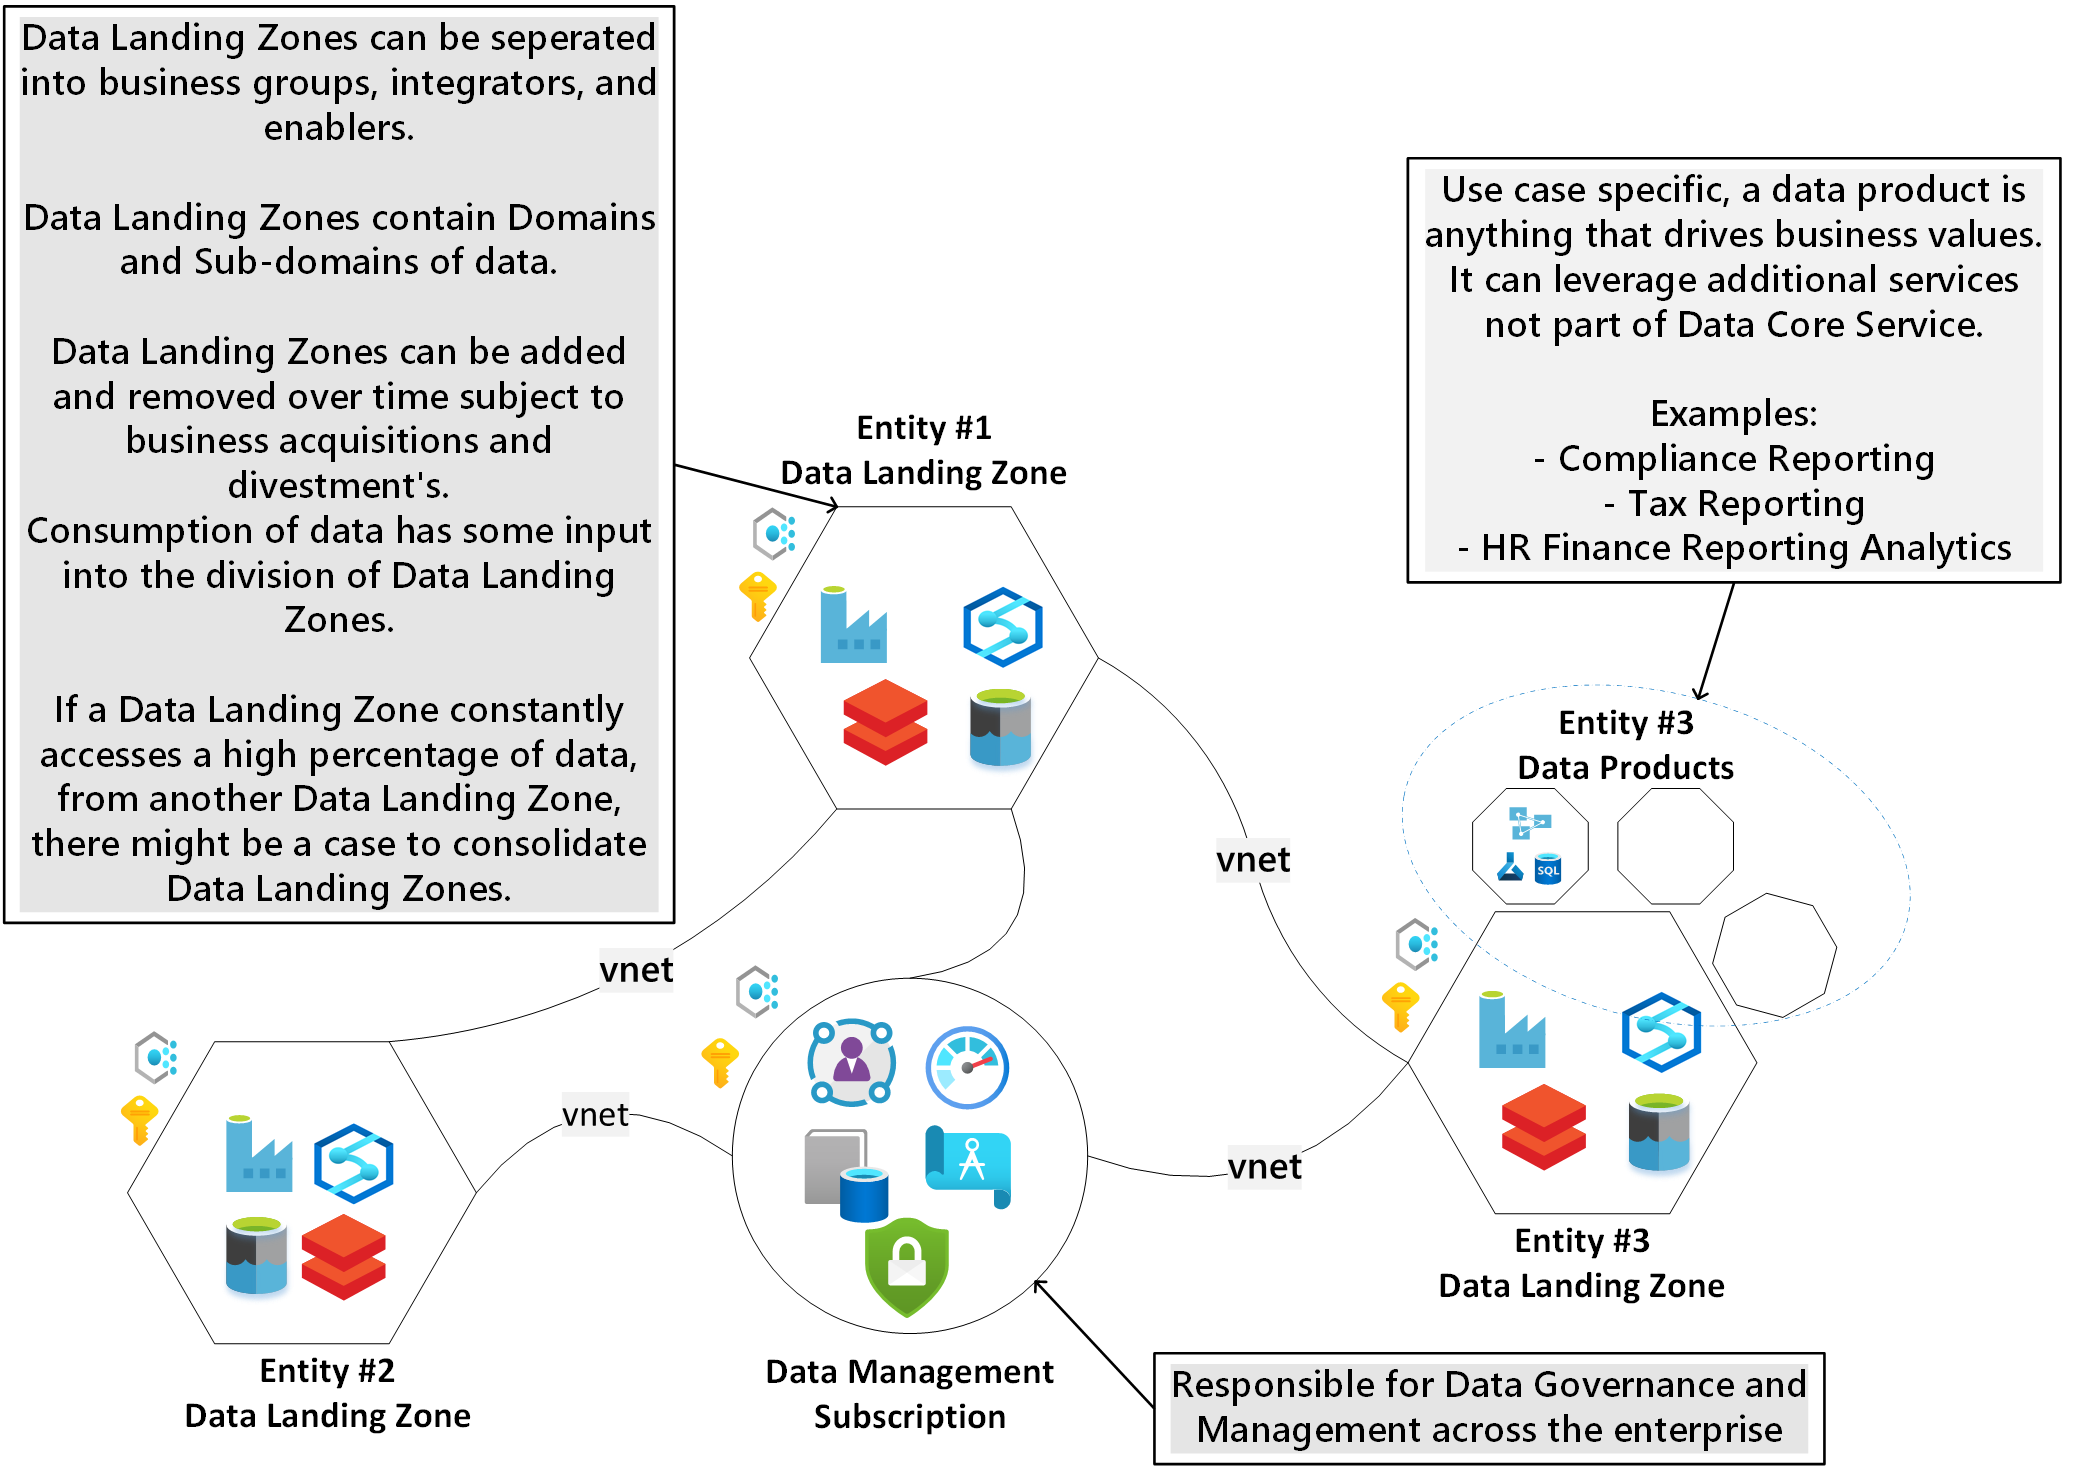 Data Landing Zones can be seperated
into business groups, integrators, and
enablers.
Data Landing Zones contain Domains
and Sub-domains of data.
Data Landing Zones can be added
and removed over time subject to
business acquisitions and
divestment's.
Consumption of data has some input
into the division of Data Landing
Zones.
If a Data Landing Zone constantly
accesses a high percentage of data,
from another Data Landing Zone,
there might be a case to consolidate
Data Landing Zones.
Use case specific, a data product is
anything that drives business values.
It can leverage additional services
not part of Data Core Service.
Examples:
- Compliance Reporting
- Tax Reporting
- HR Finance Reporting Analytics
Entity #1
Data Landing Zone
Entity #3
Data Products
SQL
vnet
vnet
vnet
vnet
Entity #3
Data Landing Zone
Entity #2
Data Landing Zone
Data Management
Subscription
Responsible for Data Governance and
Management across the enterprise